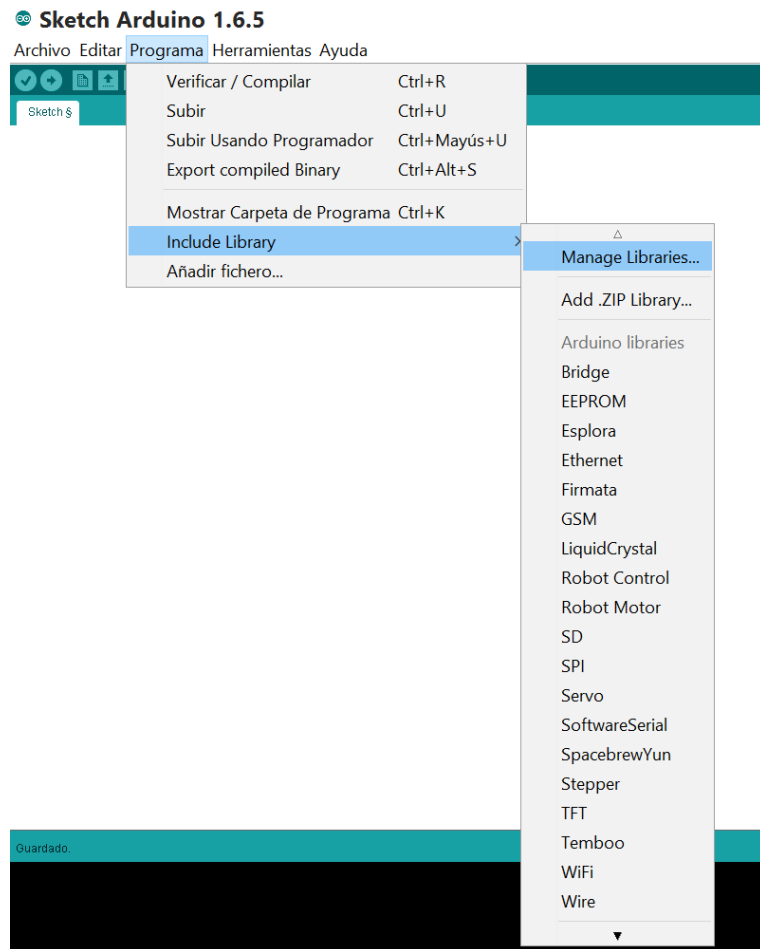 Sketch Arduino 1.6.5
Archivo Editar Programa Herramientas Ayuda
Sketch §
Verificar / Compilar Ctrl+R
Subir Ctrl+U
Subir Usando Programador Ctrl+Mayús+U
Export compiled Binary Ctrl+Alt+S
Mostrar Carpeta de Programa Ctrl+K
Include Library
Añadir fichero...
Manage Libraries...
Add .ZIP Library...
Arduino libraries
Bridge
EEPROM
Esplora
Ethernet
Firmata
GSM
LiquidCrystal
Robot Control
Robot Motor
SD
SPI
Servo
SoftwareSerial
SpacebrewYun
Stepper
TFT
Temboo
WiFi
Wire
Guardado.